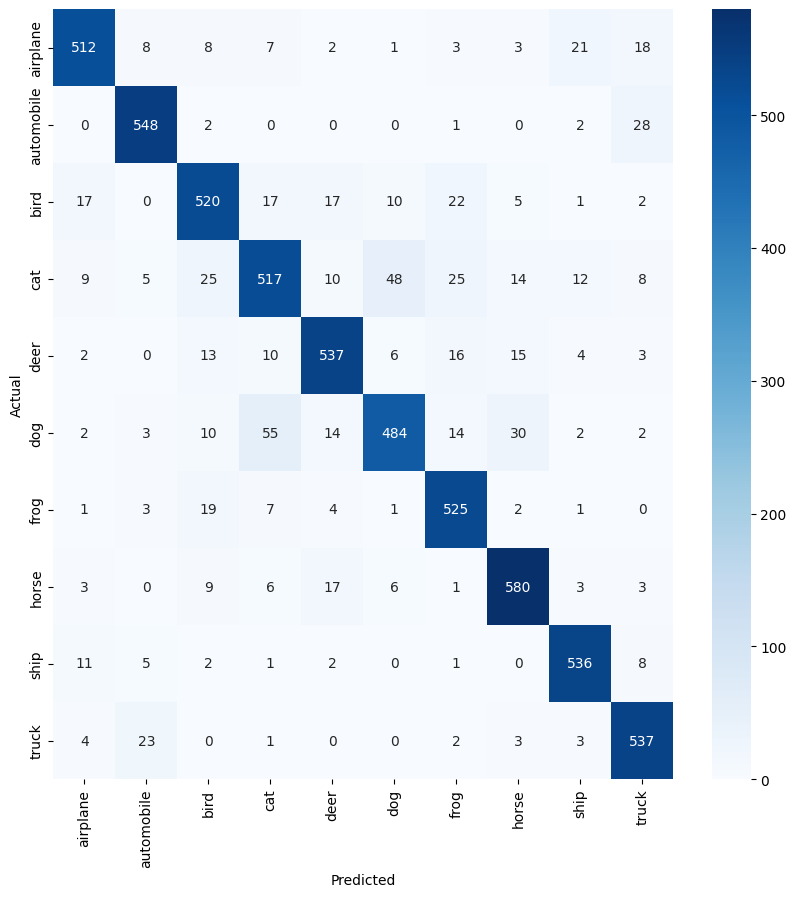 airplane 512 8 8 7 2 1 3 3 21 18
automobile 0 548 2 0 0 0 1 0 2 28
bird 17 0 520 17 17 10 22 5 1 2
cat 9 5 25 517 10 48 25 14 12 8
deer 2 0 13 10 537 6 16 15 4 3
dog 2 3 10 55 14 484 14 30 2 2
frog 1 3 19 7 4 1 525 2 1 0
horse 3 0 9 6 17 6 1 580 3 3
ship 11 5 2 1 2 0 1 0 536 8
truck 4 23 0 1 0 0 2 3 3 537
Actual
airplane automobile bird cat deer dog frog horse ship truck
Predicted
500
400
300
200
100
0